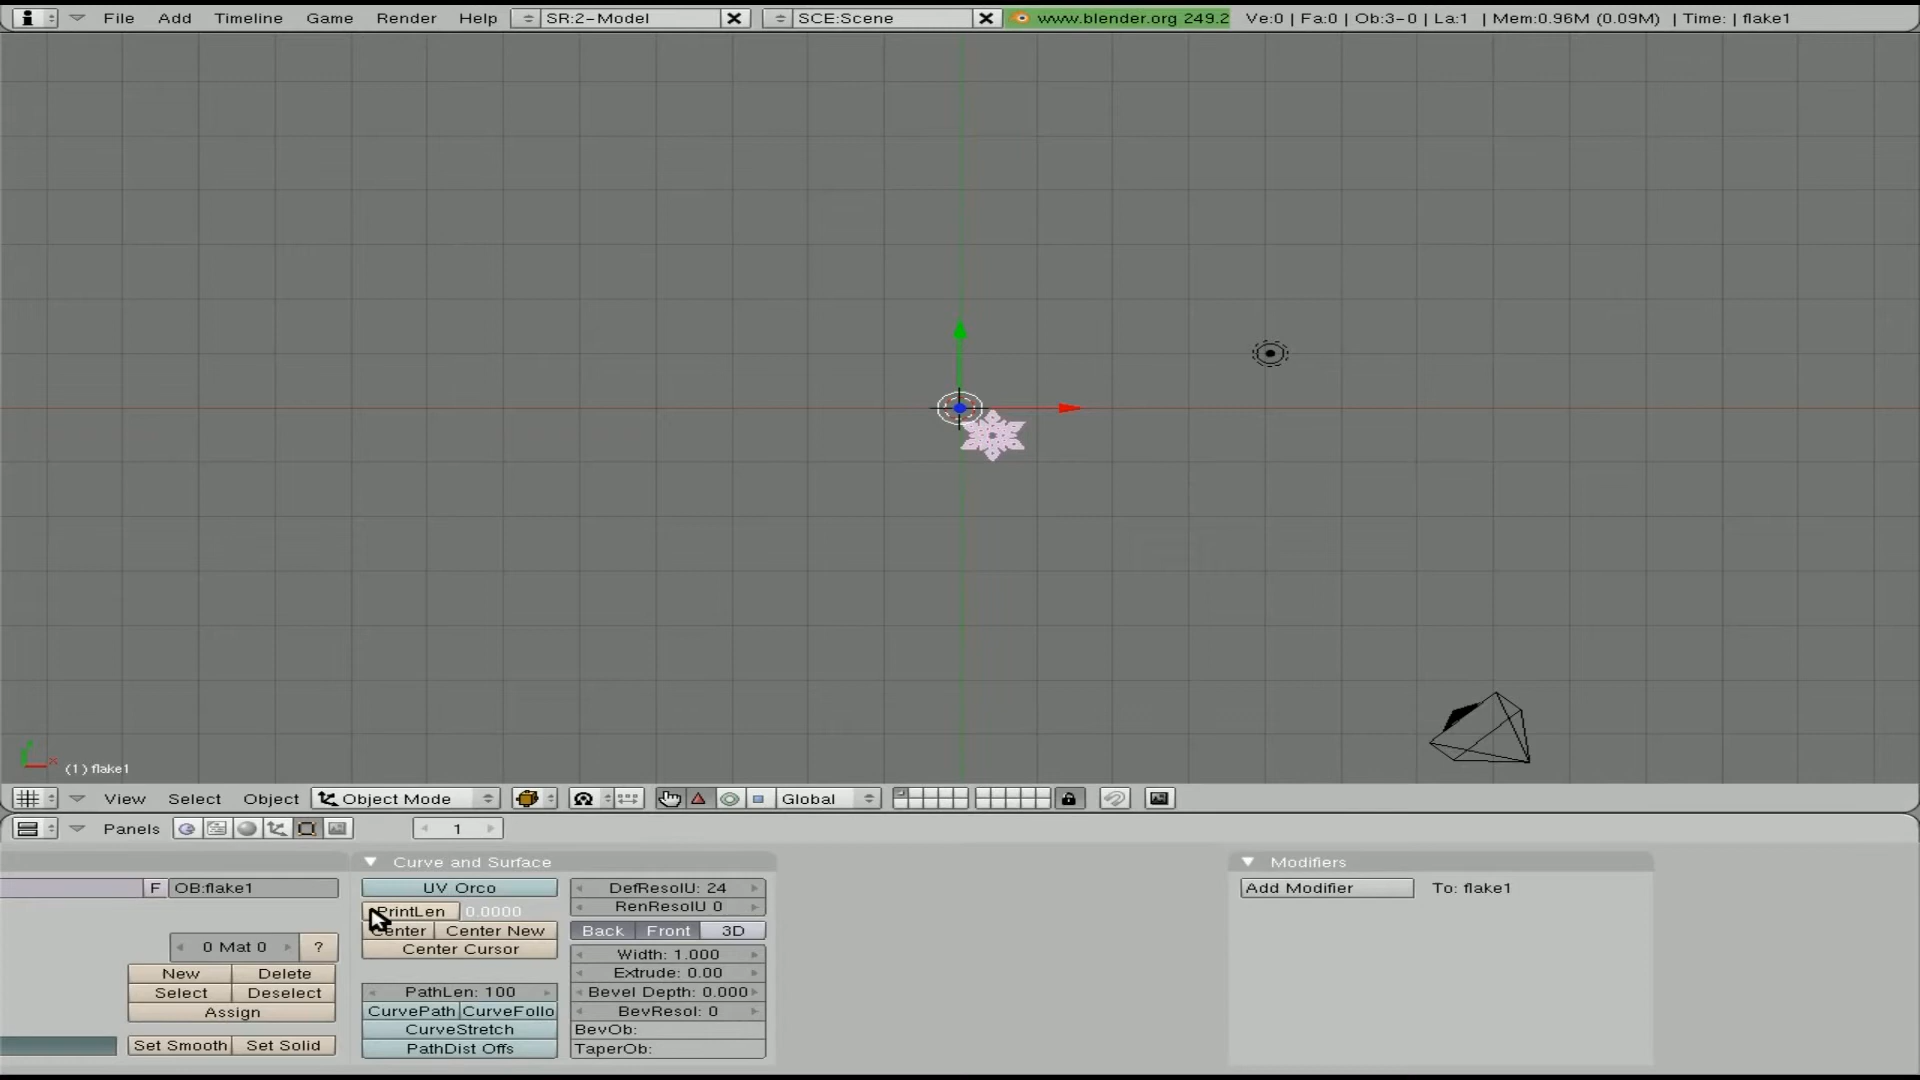 File Add Timeline Game Render Help SR:2-Model SCE:Scene www.blender.org 249.2 Ve:0 | Fa:0 | Ob:3-0 | La:1 | Mem:0.96M (0.09M) | Time: | flake1
(1) flake1
View Select Object Object Mode Global
Panels 1
Curve and Surface Modifiers
F OB:flake1 UV Orco DefResolU: 24 Add Modifier To: flake1
PrintLen 0.0000 RenResolU 0
Center Center New Back Front 3D
0 Mat 0 ? Center Cursor Width: 1.000
New Delete Extrude: 0.00
Select Deselect PathLen: 100 Bevel Depth: 0.000
Assign CurvePath CurveFollo BevResol: 0
CurveStretch BevOb:
Set Smooth Set Solid PathDist Offs TaperOb: